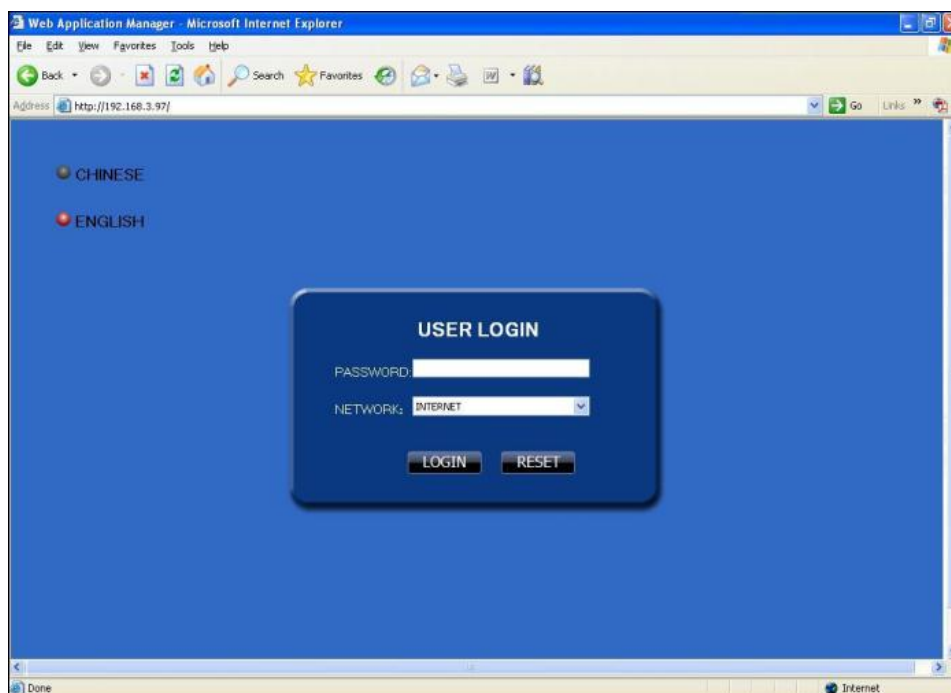 Web Application Manager - Microsoft Internet Explorer
File Edit View Favorites Tools Help
Back Search Favorites
Address http://192.168.3.97/ Go Links »
CHINESE
ENGLISH
USER LOGIN
PASSWORD:
NETWORK: INTERNET
LOGIN RESET
Done Internet